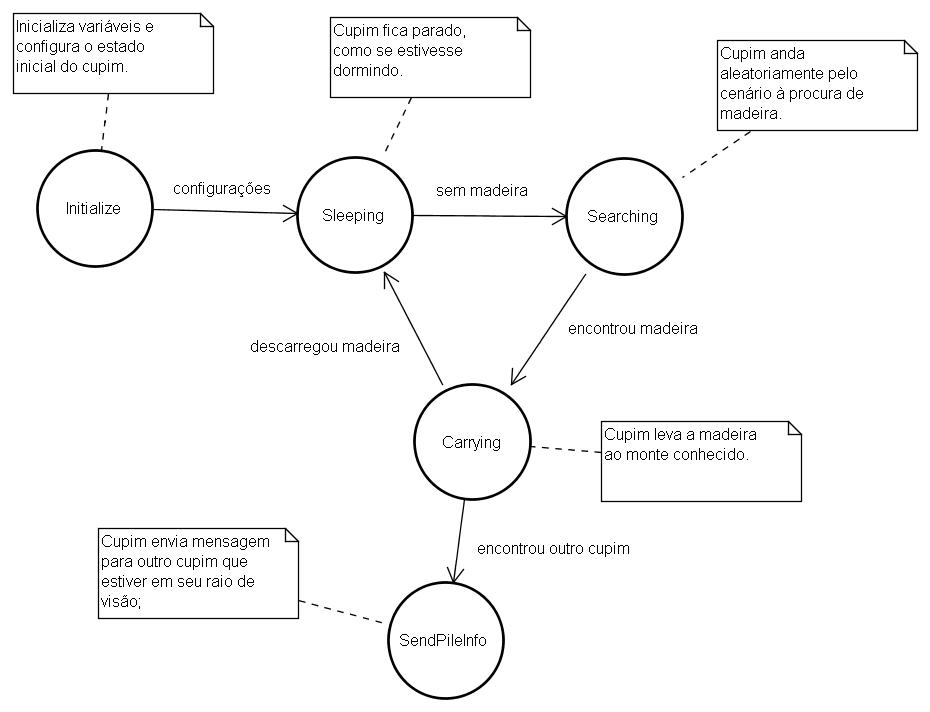 Inicializa variáveis e
configura o estado
inicial do cupim.
Cupim fica parado,
como se estivesse
dormindo.
Cupim anda
aleatoriamente pelo
cenário à procura de
madeira.
Initialize
configurações
Sleeping
sem madeira
Searching
descarregou madeira
encontrou madeira
Carrying
Cupim leva a madeira
ao monte conhecido.
Cupim envia mensagem
para outro cupim que
estiver em seu raio de
visão;
encontrou outro cupim
SendPileInfo